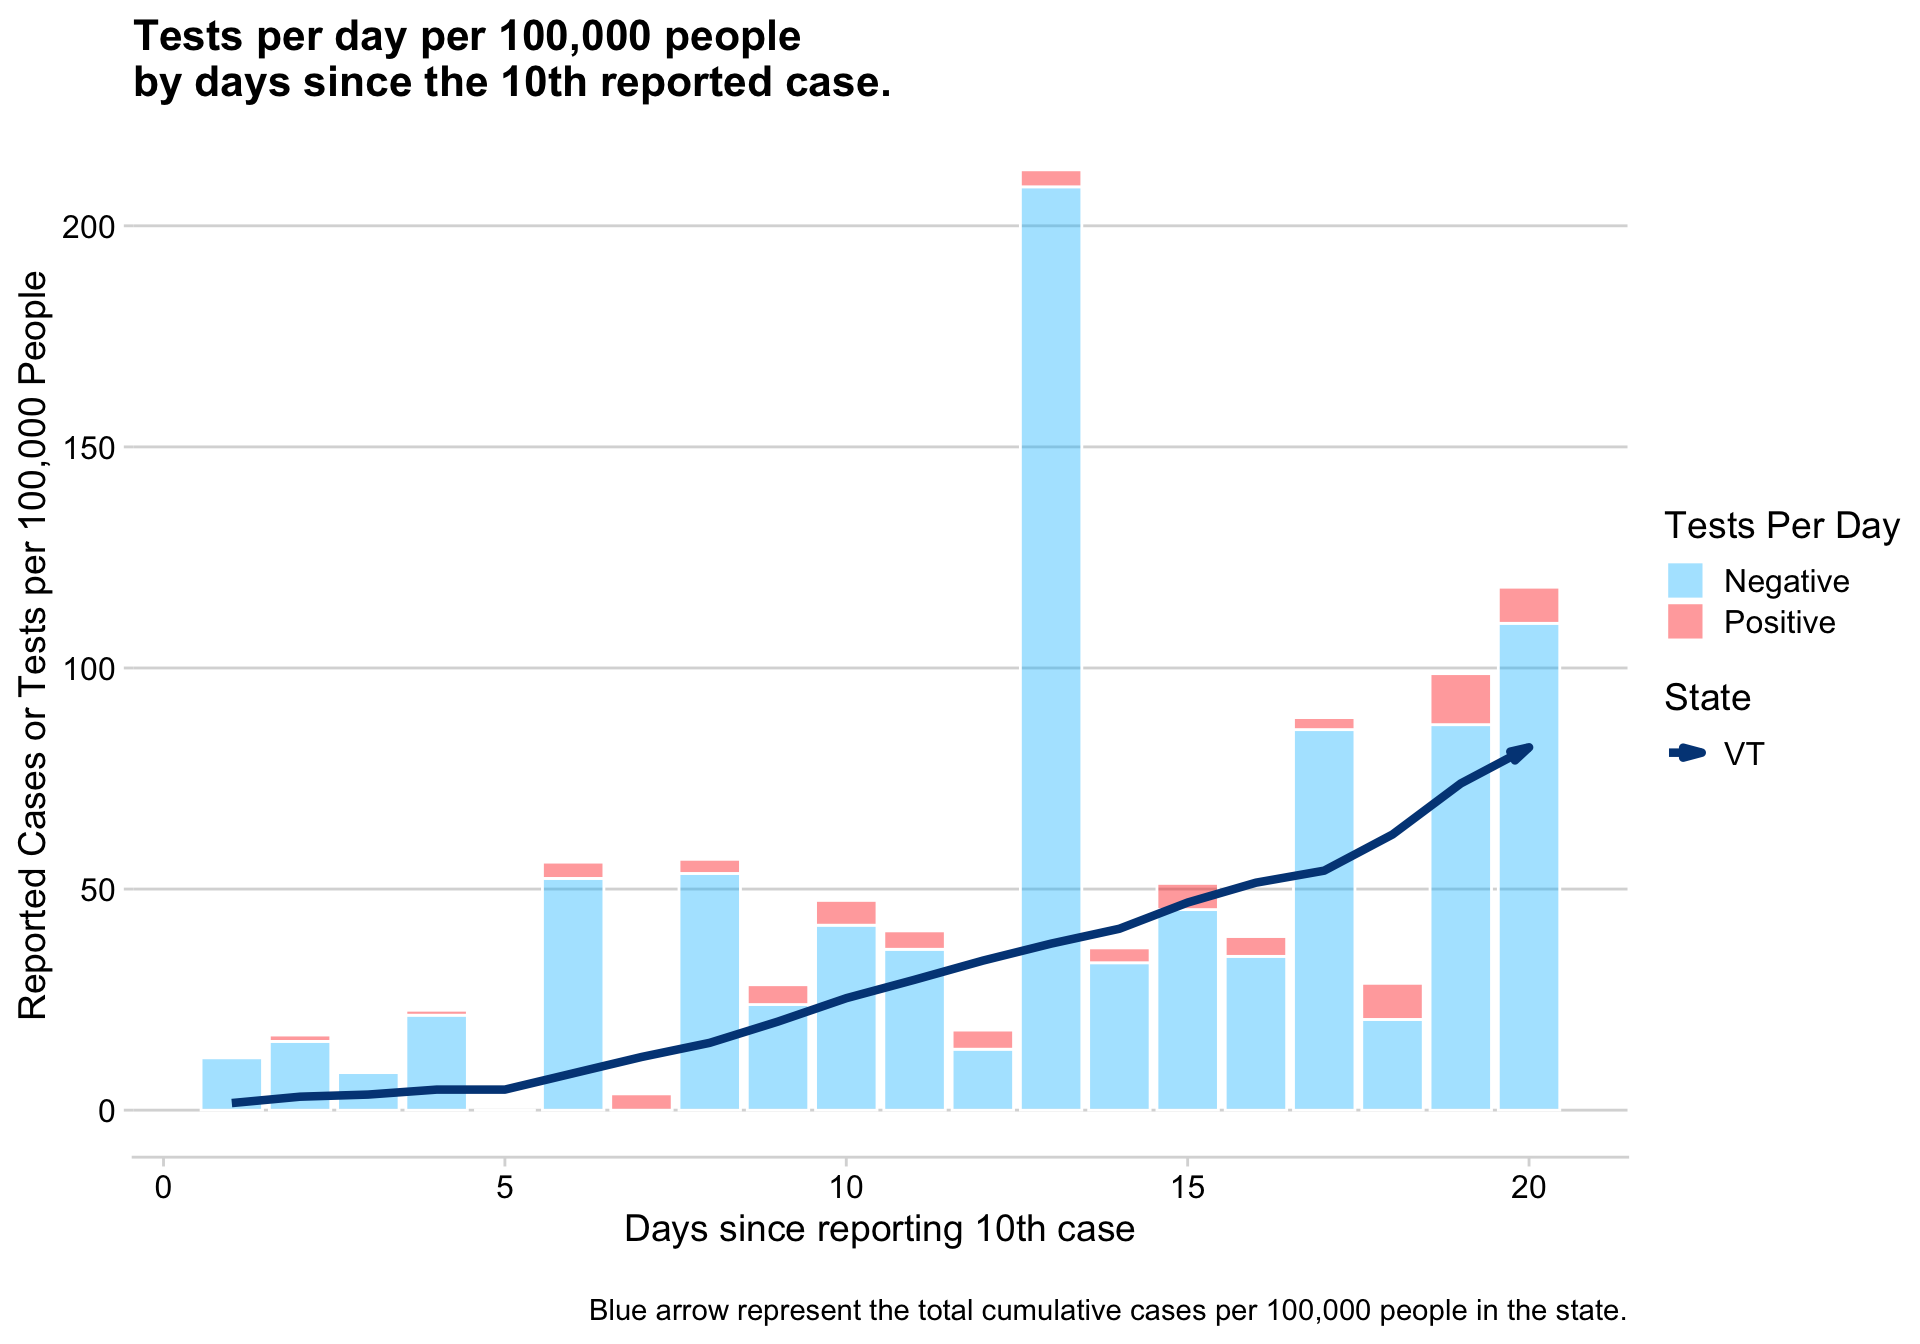 Tests per day per 100,000 people
by days since the 10th reported case.
Reported Cases or Tests per 100,000 People
200
150
100
50
0
0
5
10
15
20
Days since reporting 10th case
Tests Per Day
Negative
Positive
State
VT
Blue arrow represent the total cumulative cases per 100,000 people in the state.